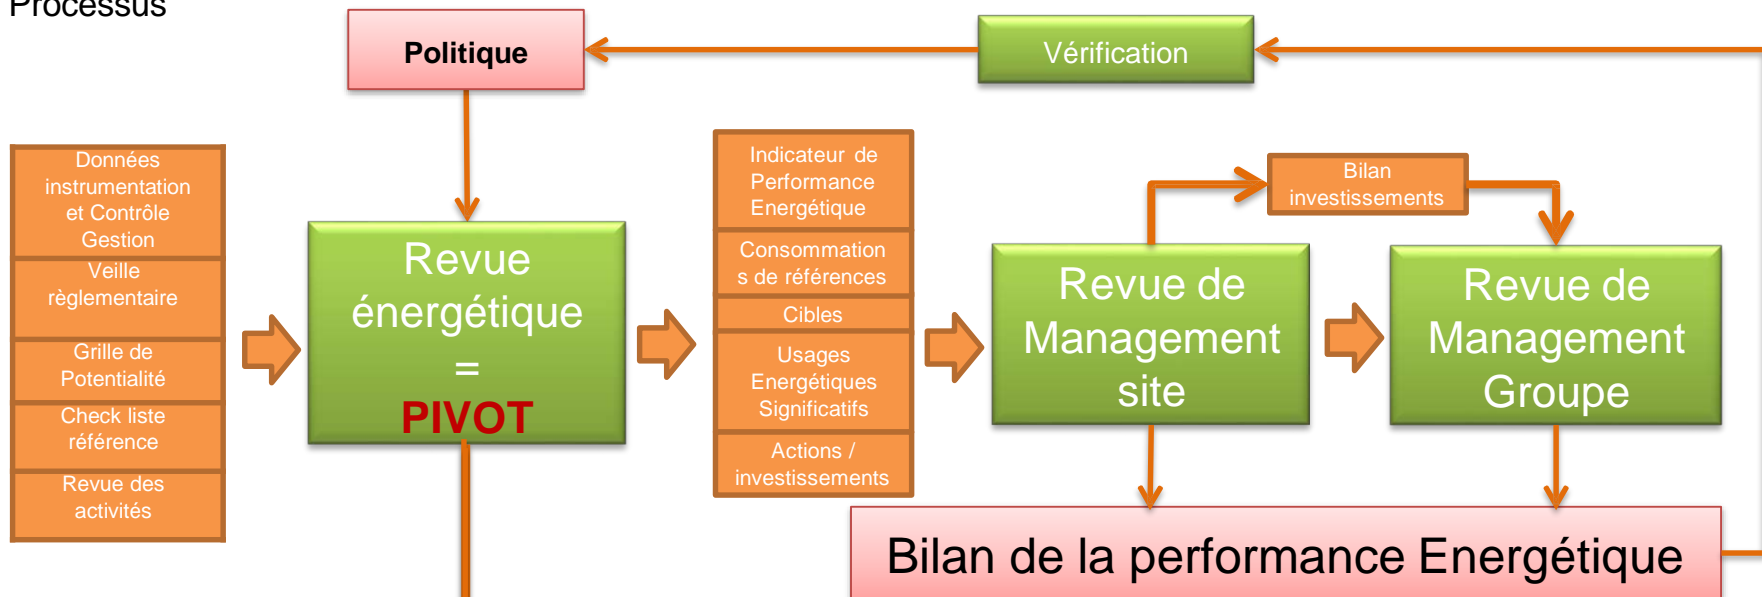 Processus
Politique
Vérification
Données
instrumentation
et Contrôle
Gestion
Veille
règlementaire
Grille de
Potentialité
Check liste
référence
Revue des
activités
Revue
énergétique
=
PIVOT
Indicateur de
Performance
Energétique
Consommation
s de références
Cibles
Usages
Energétiques
Significatifs
Actions /
investissements
Revue de
Management
site
Bilan
investissements
Revue de
Management
Groupe
Bilan de la performance Energétique